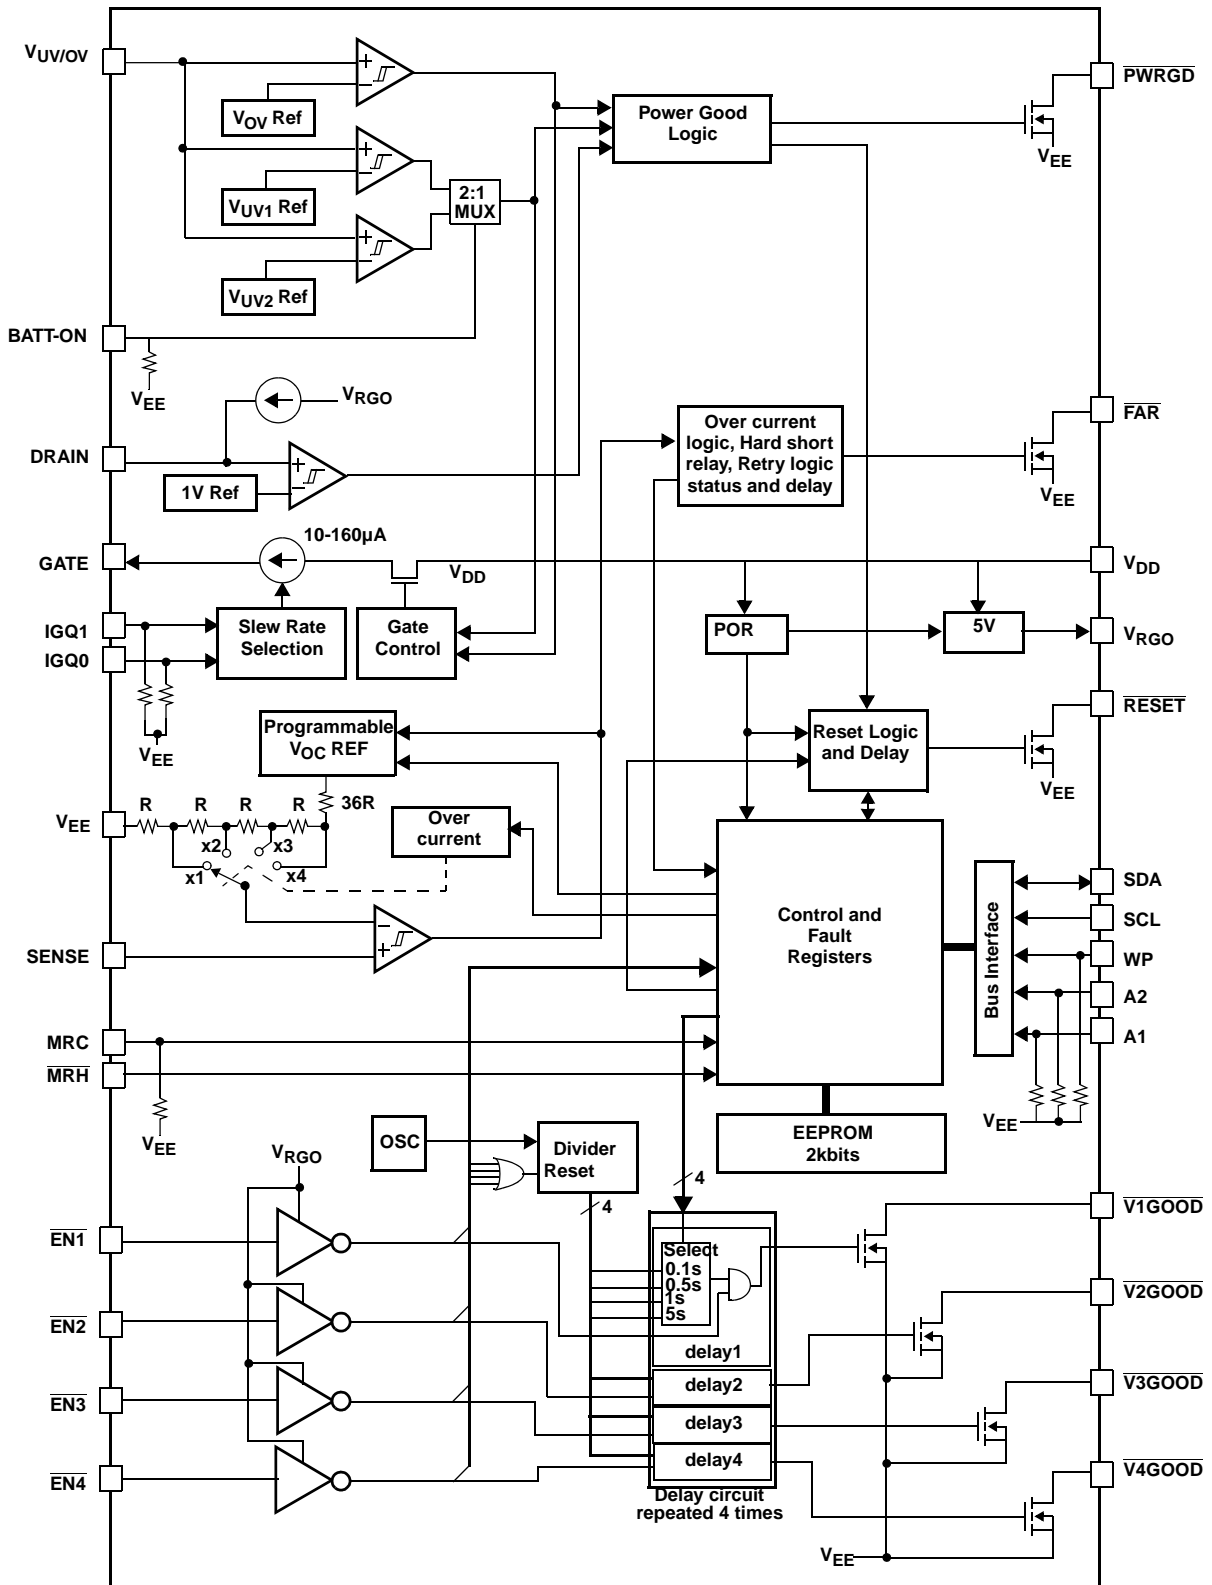 VUV/OV
VOV Ref
VUV1 Ref
VUV2 Ref
2:1
MUX
Power Good
Logic
PWRGD
VEE
BATT-ON
VEE
VRGO
DRAIN
1V Ref
Over current
logic, Hard short
relay, Retry logic
status and delay
FAR
VEE
10-160µA
GATE
VDD
VDD
IGQ1
IGQ0
Slew Rate
Selection
Gate
Control
POR
5V
VRGO
VEE
Programmable
VOC REF
Reset Logic
and Delay
RESET
VEE
36R
R
R
R
R
VEE
x1
x2
x3
x4
Over
current
SENSE
Control and
Fault
Registers
Bus Interface
SDA
SCL
WP
A2
A1
VEE
MRC
MRH
VEE
EEPROM
2kbits
OSC
Divider
Reset
4
4
VRGO
EN1
EN2
EN3
EN4
Select
0.1s
0.5s
1s
5s
delay1
delay2
delay3
delay4
Delay circuit
repeated 4 times
V1GOOD
V2GOOD
V3GOOD
V4GOOD
VEE